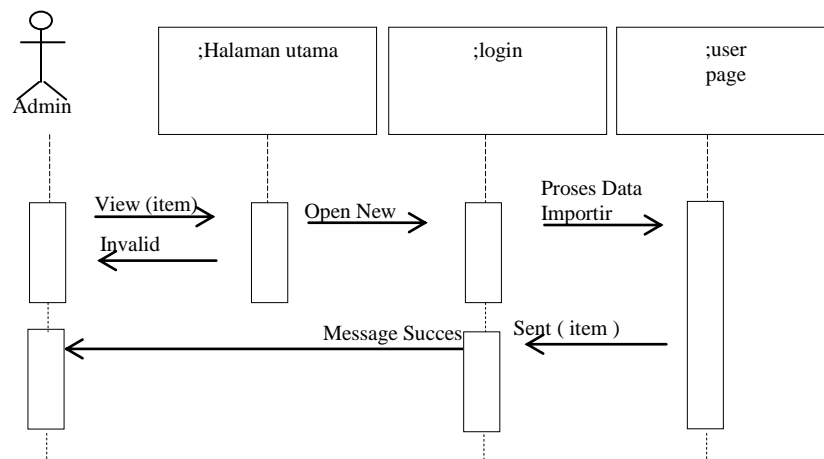 ;Halaman utama
;login
;user
page
Admin
View (item)
Open New
Proses Data
Importir
Invalid
Message Succes
Sent ( item )